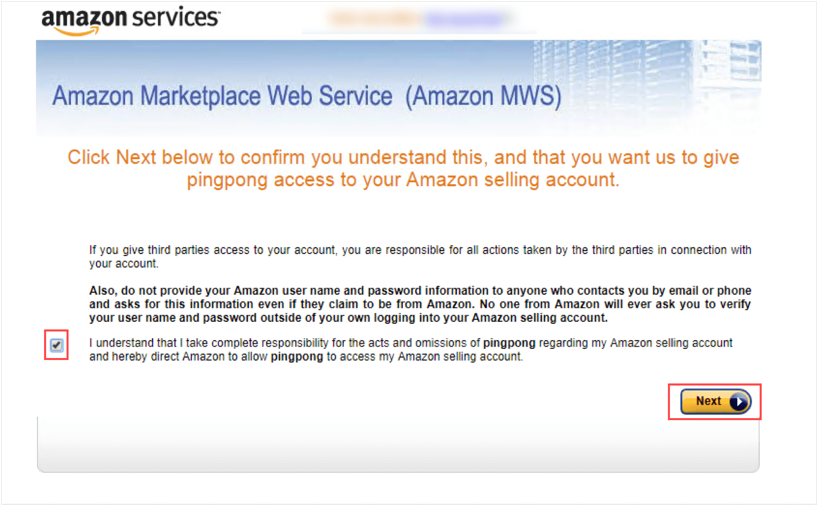 amazon services
Amazon Marketplace Web Service (Amazon MWS)
Click Next below to confirm you understand this, and that you want us to give
pingpong access to your Amazon selling account.
If you give third parties access to your account, you are responsible for all actions taken by the third parties in connection with
your account.
Also, do not provide your Amazon user name and password information to anyone who contacts you by email or phone
and asks for this information even if they claim to be from Amazon. No one from Amazon will ever ask you to verify
your user name and password outside of your own logging into your Amazon selling account.
I understand that I take complete responsibility for the acts and omissions of pingpong regarding my Amazon selling account
and hereby direct Amazon to allow pingpong to access my Amazon selling account.
Next